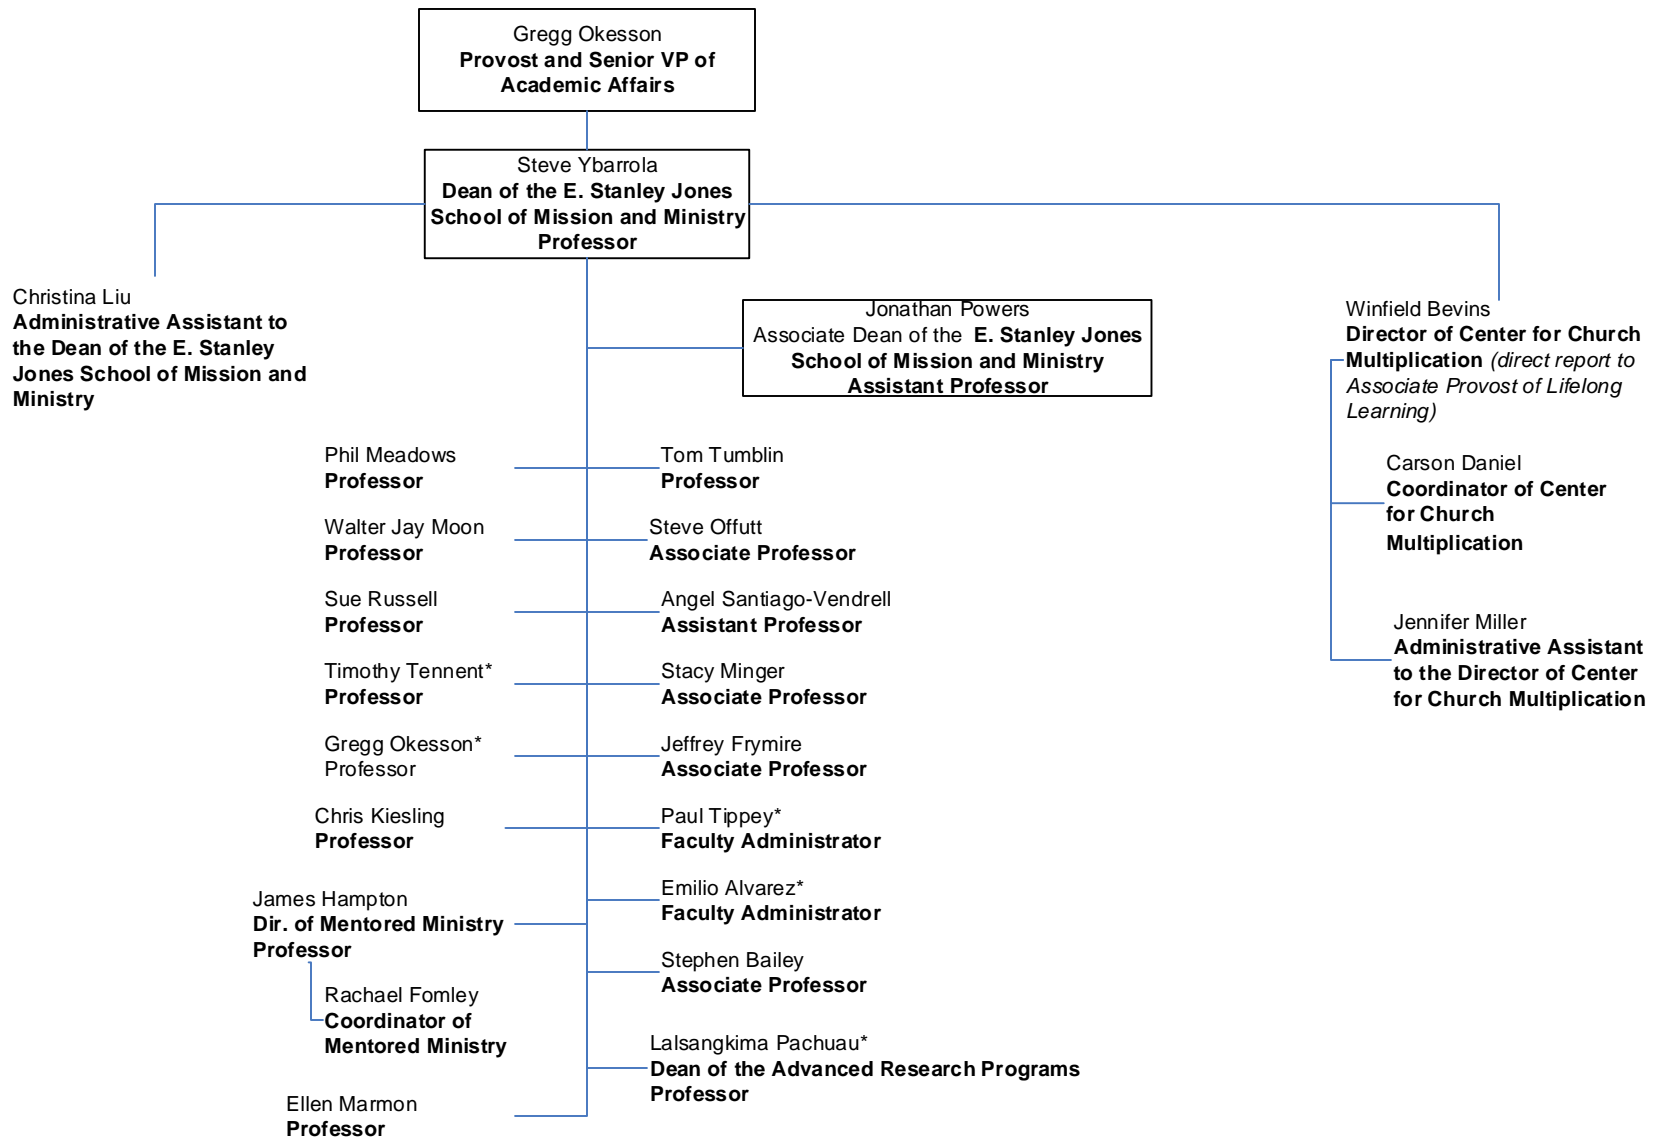 Gregg Okesson
Provost and Senior VP of
Academic Affairs
Steve Ybarrola
Dean of the E. Stanley Jones
School of Mission and Ministry
Professor
Christina Liu
Administrative Assistant to
the Dean of the E. Stanley
Jones School of Mission and
Ministry
Jonathan Powers
Associate Dean of the E. Stanley Jones
School of Mission and Ministry
Assistant Professor
Winfield Bevins
Director of Center for Church
Multiplication (direct report to
Associate Provost of Lifelong
Learning)
Carson Daniel
Coordinator of Center
for Church
Multiplication
Jennifer Miller
Administrative Assistant
to the Director of Center
for Church Multiplication
Phil Meadows
Professor
Tom Tumblin
Professor
Walter Jay Moon
Professor
Steve Offutt
Associate Professor
Sue Russell
Professor
Angel Santiago-Vendrell
Assistant Professor
Timothy Tennent*
Professor
Stacy Minger
Associate Professor
Gregg Okesson*
Professor
Jeffrey Frymire
Associate Professor
Chris Kiesling
Professor
Paul Tippey*
Faculty Administrator
James Hampton
Dir. of Mentored Ministry
Professor
Emilio Alvarez*
Faculty Administrator
Rachael Fomley
Coordinator of
Mentored Ministry
Stephen Bailey
Associate Professor
Lalsangkima Pachuau*
Dean of the Advanced Research Programs
Professor
Ellen Marmon
Professor